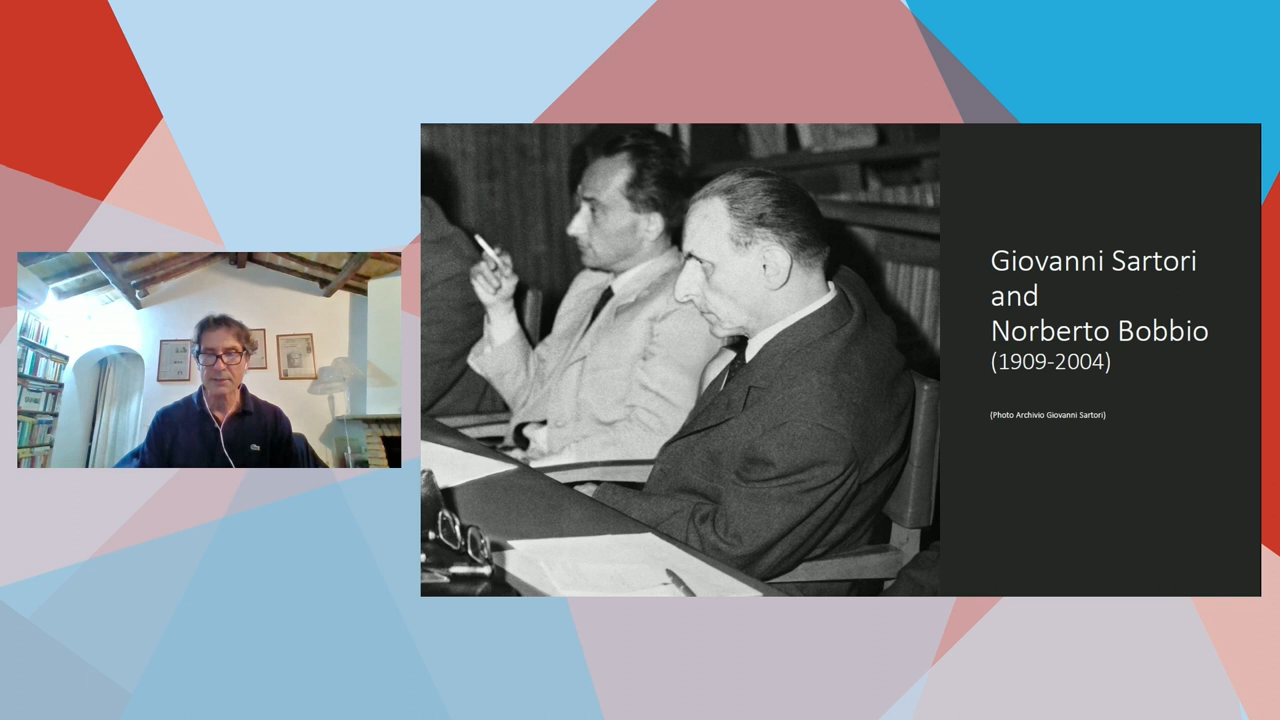 Giovanni Sartori
and
Norberto Bobbio
(1909-2004)
(Photo Archivio Giovanni Sartori)